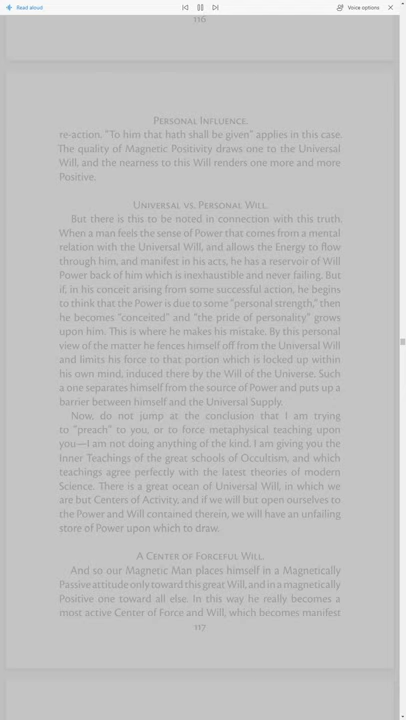 Read aloud
Voice options
116
Personal Influence.
re-action. "To him that hath shall be given" applies in this case.
The quality of Magnetic Positivity draws one to the Universal
Will, and the nearness to this Will renders one more and more
Positive.
Universal vs. Personal Will.
But there is this to be noted in connection with this truth.
When a man feels the sense of Power that comes from a mental
relation with the Universal Will, and allows the Energy to flow
through him, and manifest in his acts, he has a reservoir of Will
Power back of him which is inexhaustible and never failing. But
if, in his conceit arising from some successful action, he begins
to think that the Power is due to some "personal strength," then
he becomes "conceited" and "the pride of personality" grows
upon him. This is where he makes his mistake. By this personal
view of the matter he fences himself off from the Universal Will
and limits his force to that portion which is locked up within
his own mind, induced there by the Will of the Universe. Such
a one separates himself from the source of Power and puts up a
barrier between himself and the Universal Supply.
Now, do not jump at the conclusion that I am trying
to "preach" to you, or to force metaphysical teaching upon
you—I am not doing anything of the kind. I am giving you the
Inner Teachings of the great schools of Occultism, and which
teachings agree perfectly with the latest theories of modern
Science. There is a great ocean of Universal Will, in which we
are but Centers of Activity, and if we will but open ourselves to
the Power and Will contained therein, we will have an unfailing
store of Power upon which to draw.
A Center of Forceful Will.
And so our Magnetic Man places himself in a Magnetically
Passive attitude only toward this great Will, and in a magnetically
Positive one toward all else. In this way he really becomes a
most active Center of Force and Will, which becomes manifest
117